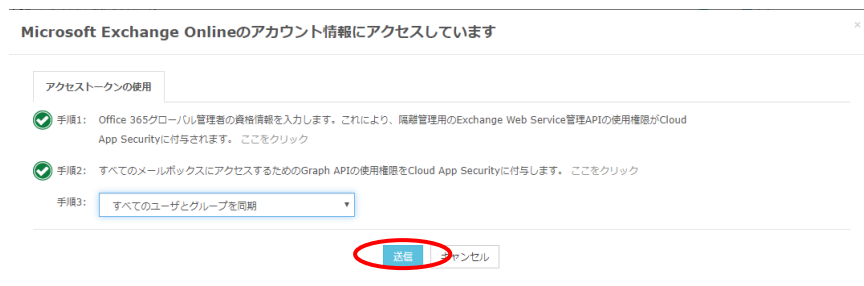 Microsoft Exchange Onlineのアカウント情報にアクセスしています
×
アクセストークンの使用
手順1: Office 365グローバル管理者の資格情報を入力します。これにより、隔離管理用のExchange Web Service管理APIの使用権限がCloud
App Securityに付与されます。 ここをクリック
手順2: すべてのメールボックスにアクセスするためのGraph APIの使用権限をCloud App Securityに付与します。 ここをクリック
手順3: すべてのユーザとグループを同期
送信 キャンセル